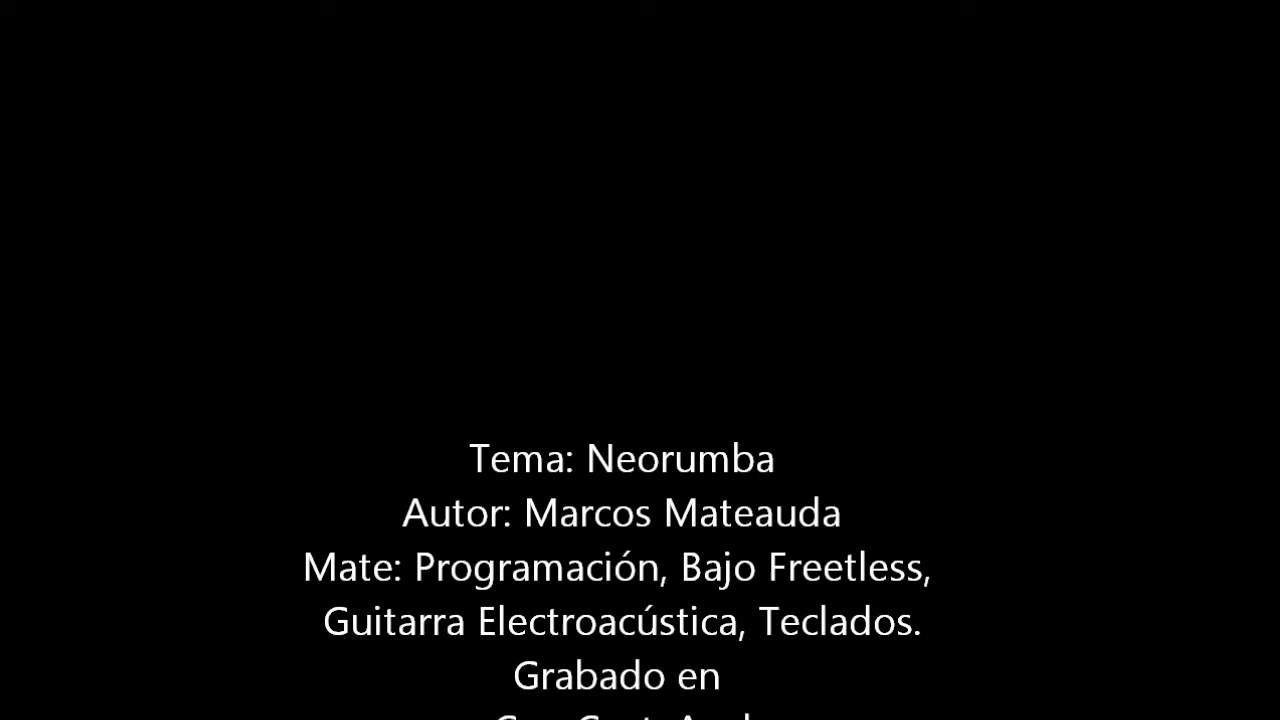 Tema: Neorumba
Autor: Marcos Mateauda
Mate: Programación, Bajo Freetless,
Guitarra Electroacústica, Teclados.
Grabado en